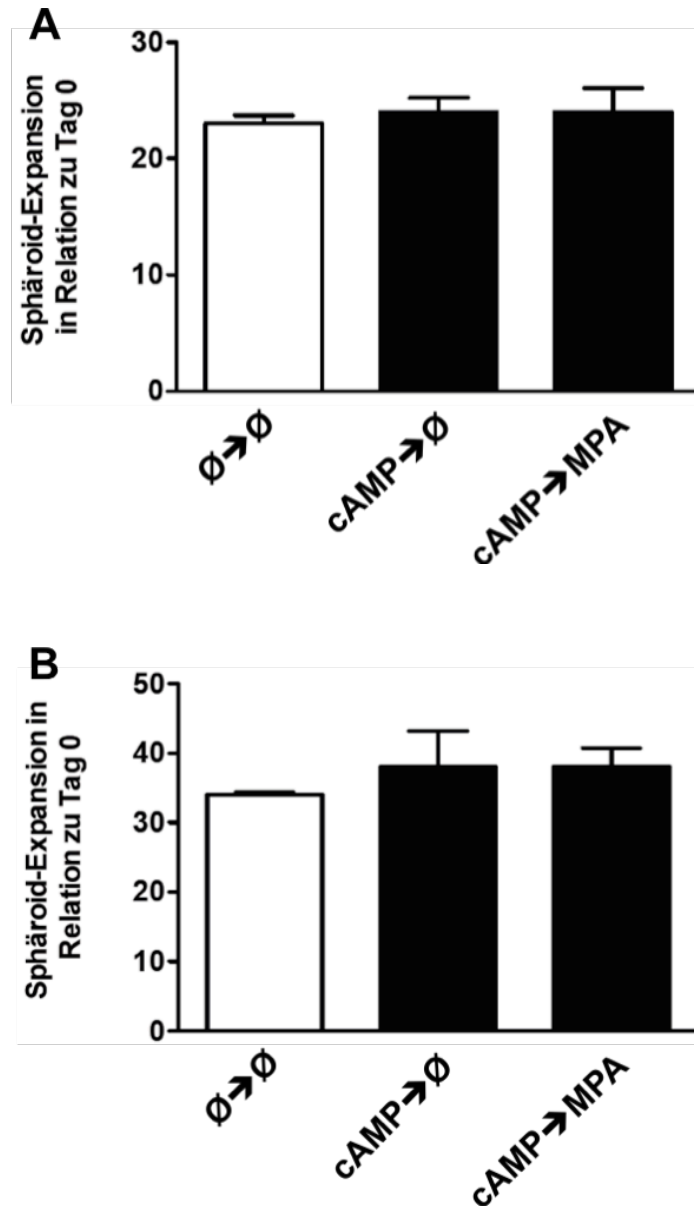 A
Sphäroid-Expansion
in Relation zu Tag 0
30
20
10
0
Ø➔Ø
cAMP➔Ø
cAMP➔MPA
B
Sphäroid-Expansion in
Relation zu Tag 0
50
40
30
20
10
0
Ø➔Ø
cAMP➔Ø
cAMP➔MPA